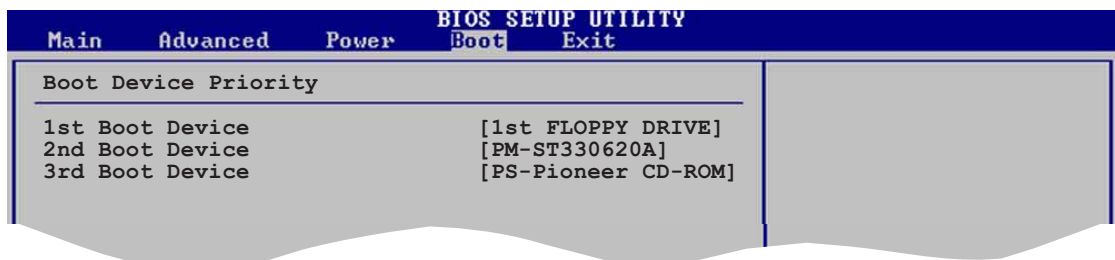 BIOS SETUP UTILITY
Main Advanced Power Boot Exit
Boot Device Priority
1st Boot Device [1st FLOPPY DRIVE]
2nd Boot Device [PM-ST330620A]
3rd Boot Device [PS-Pioneer CD-ROM]